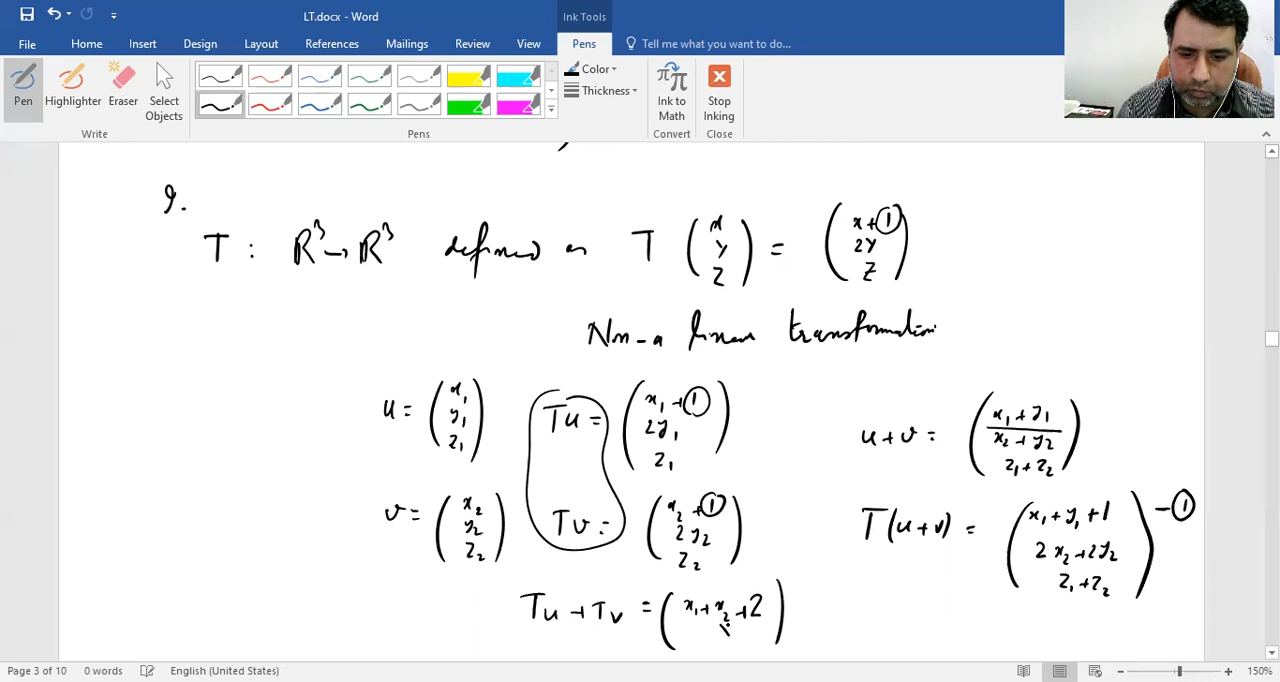 LT.docx - Word
Ink Tools
File Home Insert Design Layout References Mailings Review View Pens Tell me what you want to do...
Pen Highlighter Eraser Select Objects
Color
Thickness
Ink to Math
Stop Inking
Write Pens Convert Close
9.
T : R³ → R³ defined as T (x y z) = (x+1 2y z)
Non-a linear transformation
u = (x₁ y₁ z₁) Tu = (x₁+1 2y₁ z₁) u+v = (x₁+y₁ x₂+y₂ z₁+z₂)
v = (x₂ y₂ z₂) Tv = (x₂+1 2y₂ z₂) T(u+v) = (x₁+y₁+1 2x₂+2y₂ z₁+z₂) -1
Tu+Tv = (x₁+x₂+2)
Page 3 of 10 0 words English (United States) 150%